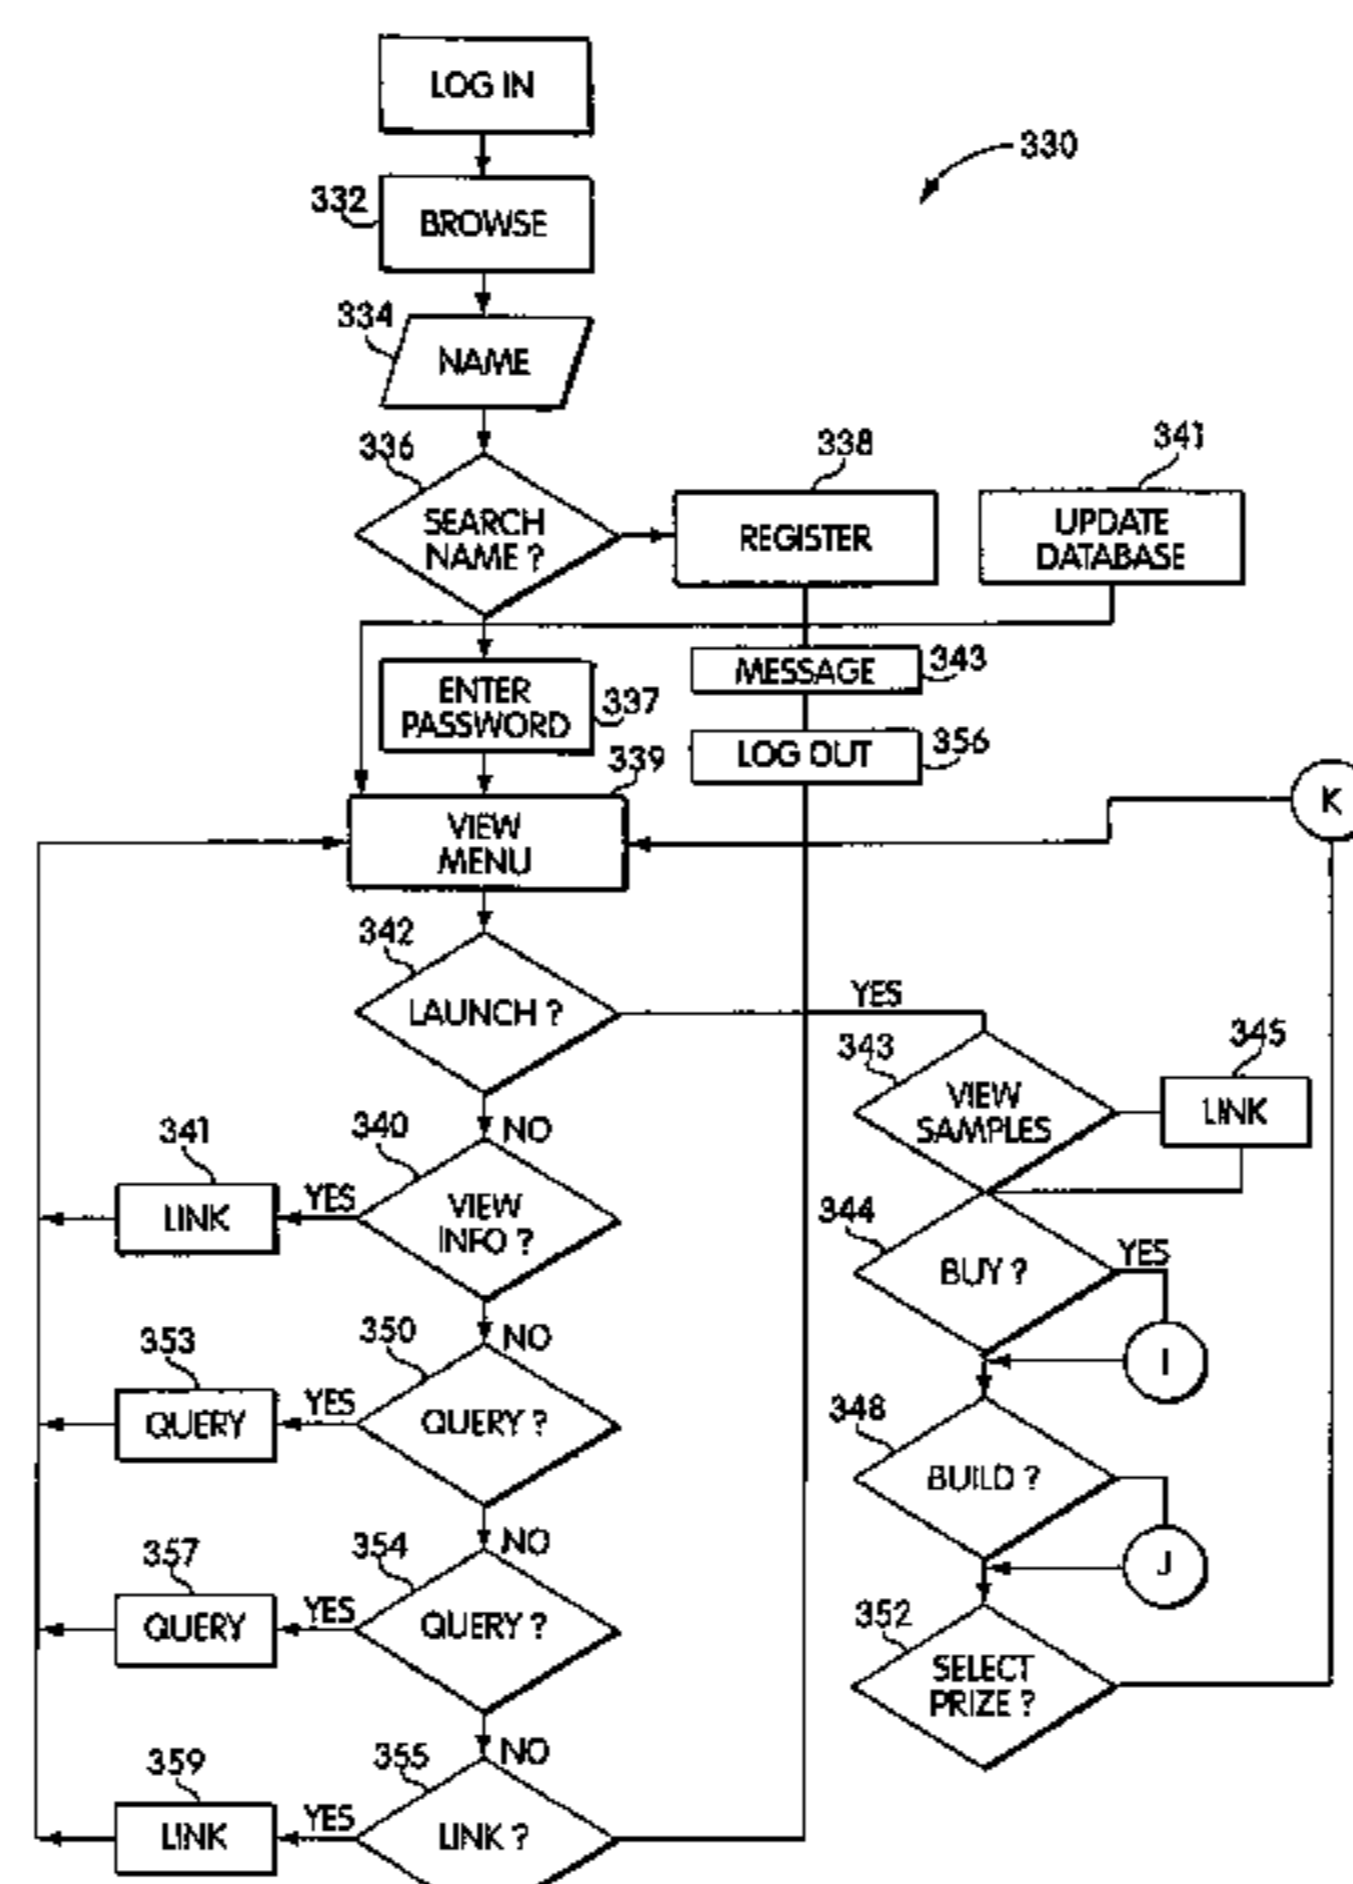 LOG IN
330
332
BROWSE
334
NAME
336
SEARCH
NAME ?
338
REGISTER
341
UPDATE
DATABASE
ENTER
PASSWORD
337
MESSAGE
343
339
LOG OUT
356
K
VIEW
MENU
342
LAUNCH ?
YES
343
VIEW
SAMPLES
345
LINK
NO
341
LINK
YES
340
VIEW
INFO ?
344
BUY ?
YES
I
NO
353
QUERY
YES
350
QUERY ?
348
BUILD ?
J
NO
357
QUERY
YES
354
QUERY ?
352
SELECT
PRIZE ?
NO
359
LINK
YES
355
LINK ?